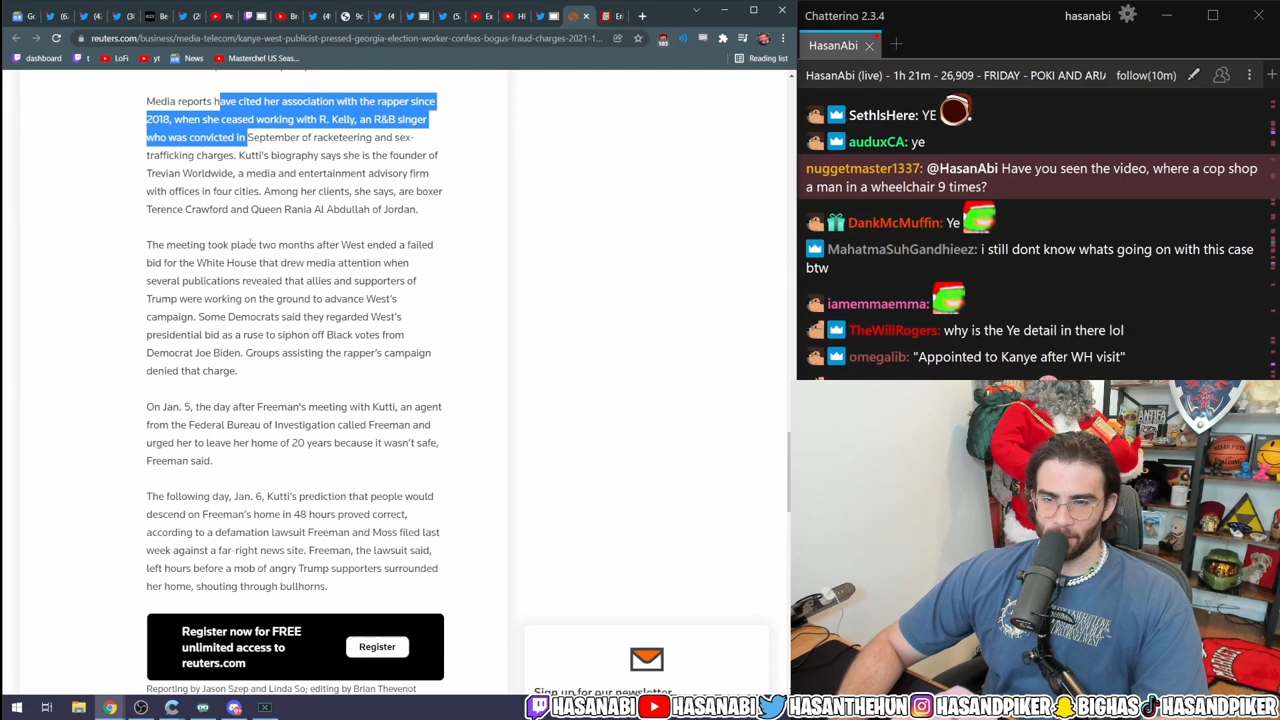 reuters.com/business/media-telecom/kanye-west-publicist-pressed-georgia-election-worker-confess-bogus-fraud-charges-2021-1...
dashboard
t
LoFi
yt
News
Masterchef US Seas...
Reading list
Media reports have cited her association with the rapper since
2018, when she ceased working with R. Kelly, an R&B singer
who was convicted in September of racketeering and sex-
trafficking charges. Kutti's biography says she is the founder of
Trevian Worldwide, a media and entertainment advisory firm
with offices in four cities. Among her clients, she says, are boxer
Terence Crawford and Queen Rania Al Abdullah of Jordan.
The meeting took place two months after West ended a failed
bid for the White House that drew media attention when
several publications revealed that allies and supporters of
Trump were working on the ground to advance West's
campaign. Some Democrats said they regarded West's
presidential bid as a ruse to siphon off Black votes from
Democrat Joe Biden. Groups assisting the rapper's campaign
denied that charge.
On Jan. 5, the day after Freeman's meeting with Kutti, an agent
from the Federal Bureau of Investigation called Freeman and
urged her to leave her home of 20 years because it wasn't safe,
Freeman said.
The following day, Jan. 6, Kutti's prediction that people would
descend on Freeman's home in 48 hours proved correct,
according to a defamation lawsuit Freeman and Moss filed last
week against a far-right news site. Freeman, the lawsuit said,
left hours before a mob of angry Trump supporters surrounded
her home, shouting through bullhorns.
Register now for FREE
unlimited access to
reuters.com
Register
Reporting by Jason Szep and Linda So; editing by Brian Thevenot
Sign up for our newsletter
Chatterino 2.3.4
hasanabi
HasanAbi
HasanAbi (live) - 1h 21m - 26,909 - FRIDAY - POKI AND ARIA
follow(10m)
SethIsHere: YE
auduxCA: ye
nuggetmaster1337: @HasanAbi Have you seen the video, where a cop shop
a man in a wheelchair 9 times?
DankMcMuffin: Ye
MahatmaSuhGandhieez: i still dont know whats going on with this case
btw
iamemmaemma:
TheWillRogers: why is the Ye detail in there lol
omegalib: "Appointed to Kanye after WH visit"
ANTIFA
HASANABI
HASANABI
HASANTHEHUN
HASANDPIKER
BIGHAS
HASANDPIKER